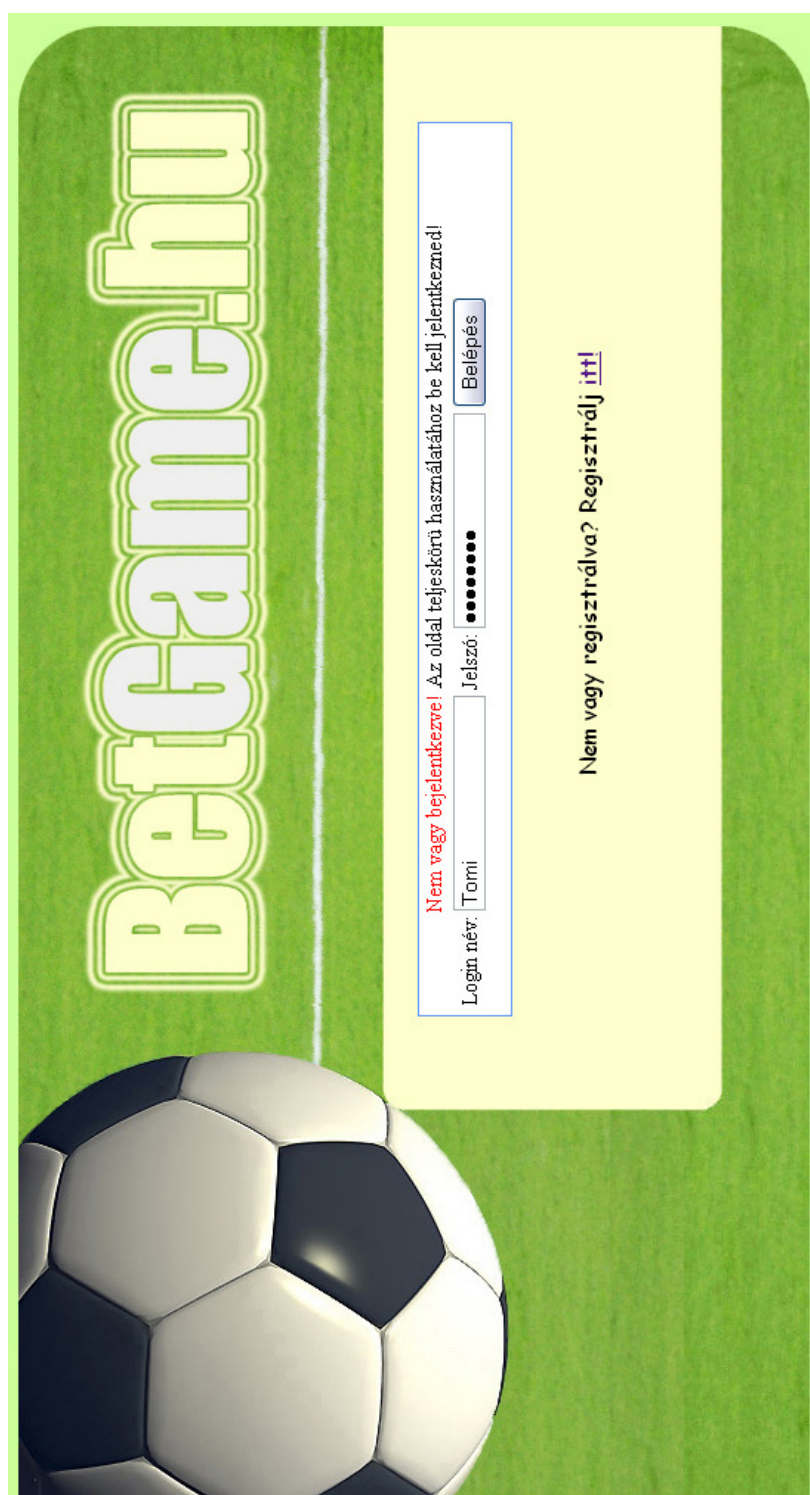 BetGame.hu
Nem vagy bejelentkezve! Az oldal teljeskörű használatához be kell jelentkezned!
Login név: Tomi Jelszó: ●●●●●●●●● Belépés
Nem vagy regisztrálva? Regisztrálj itt!